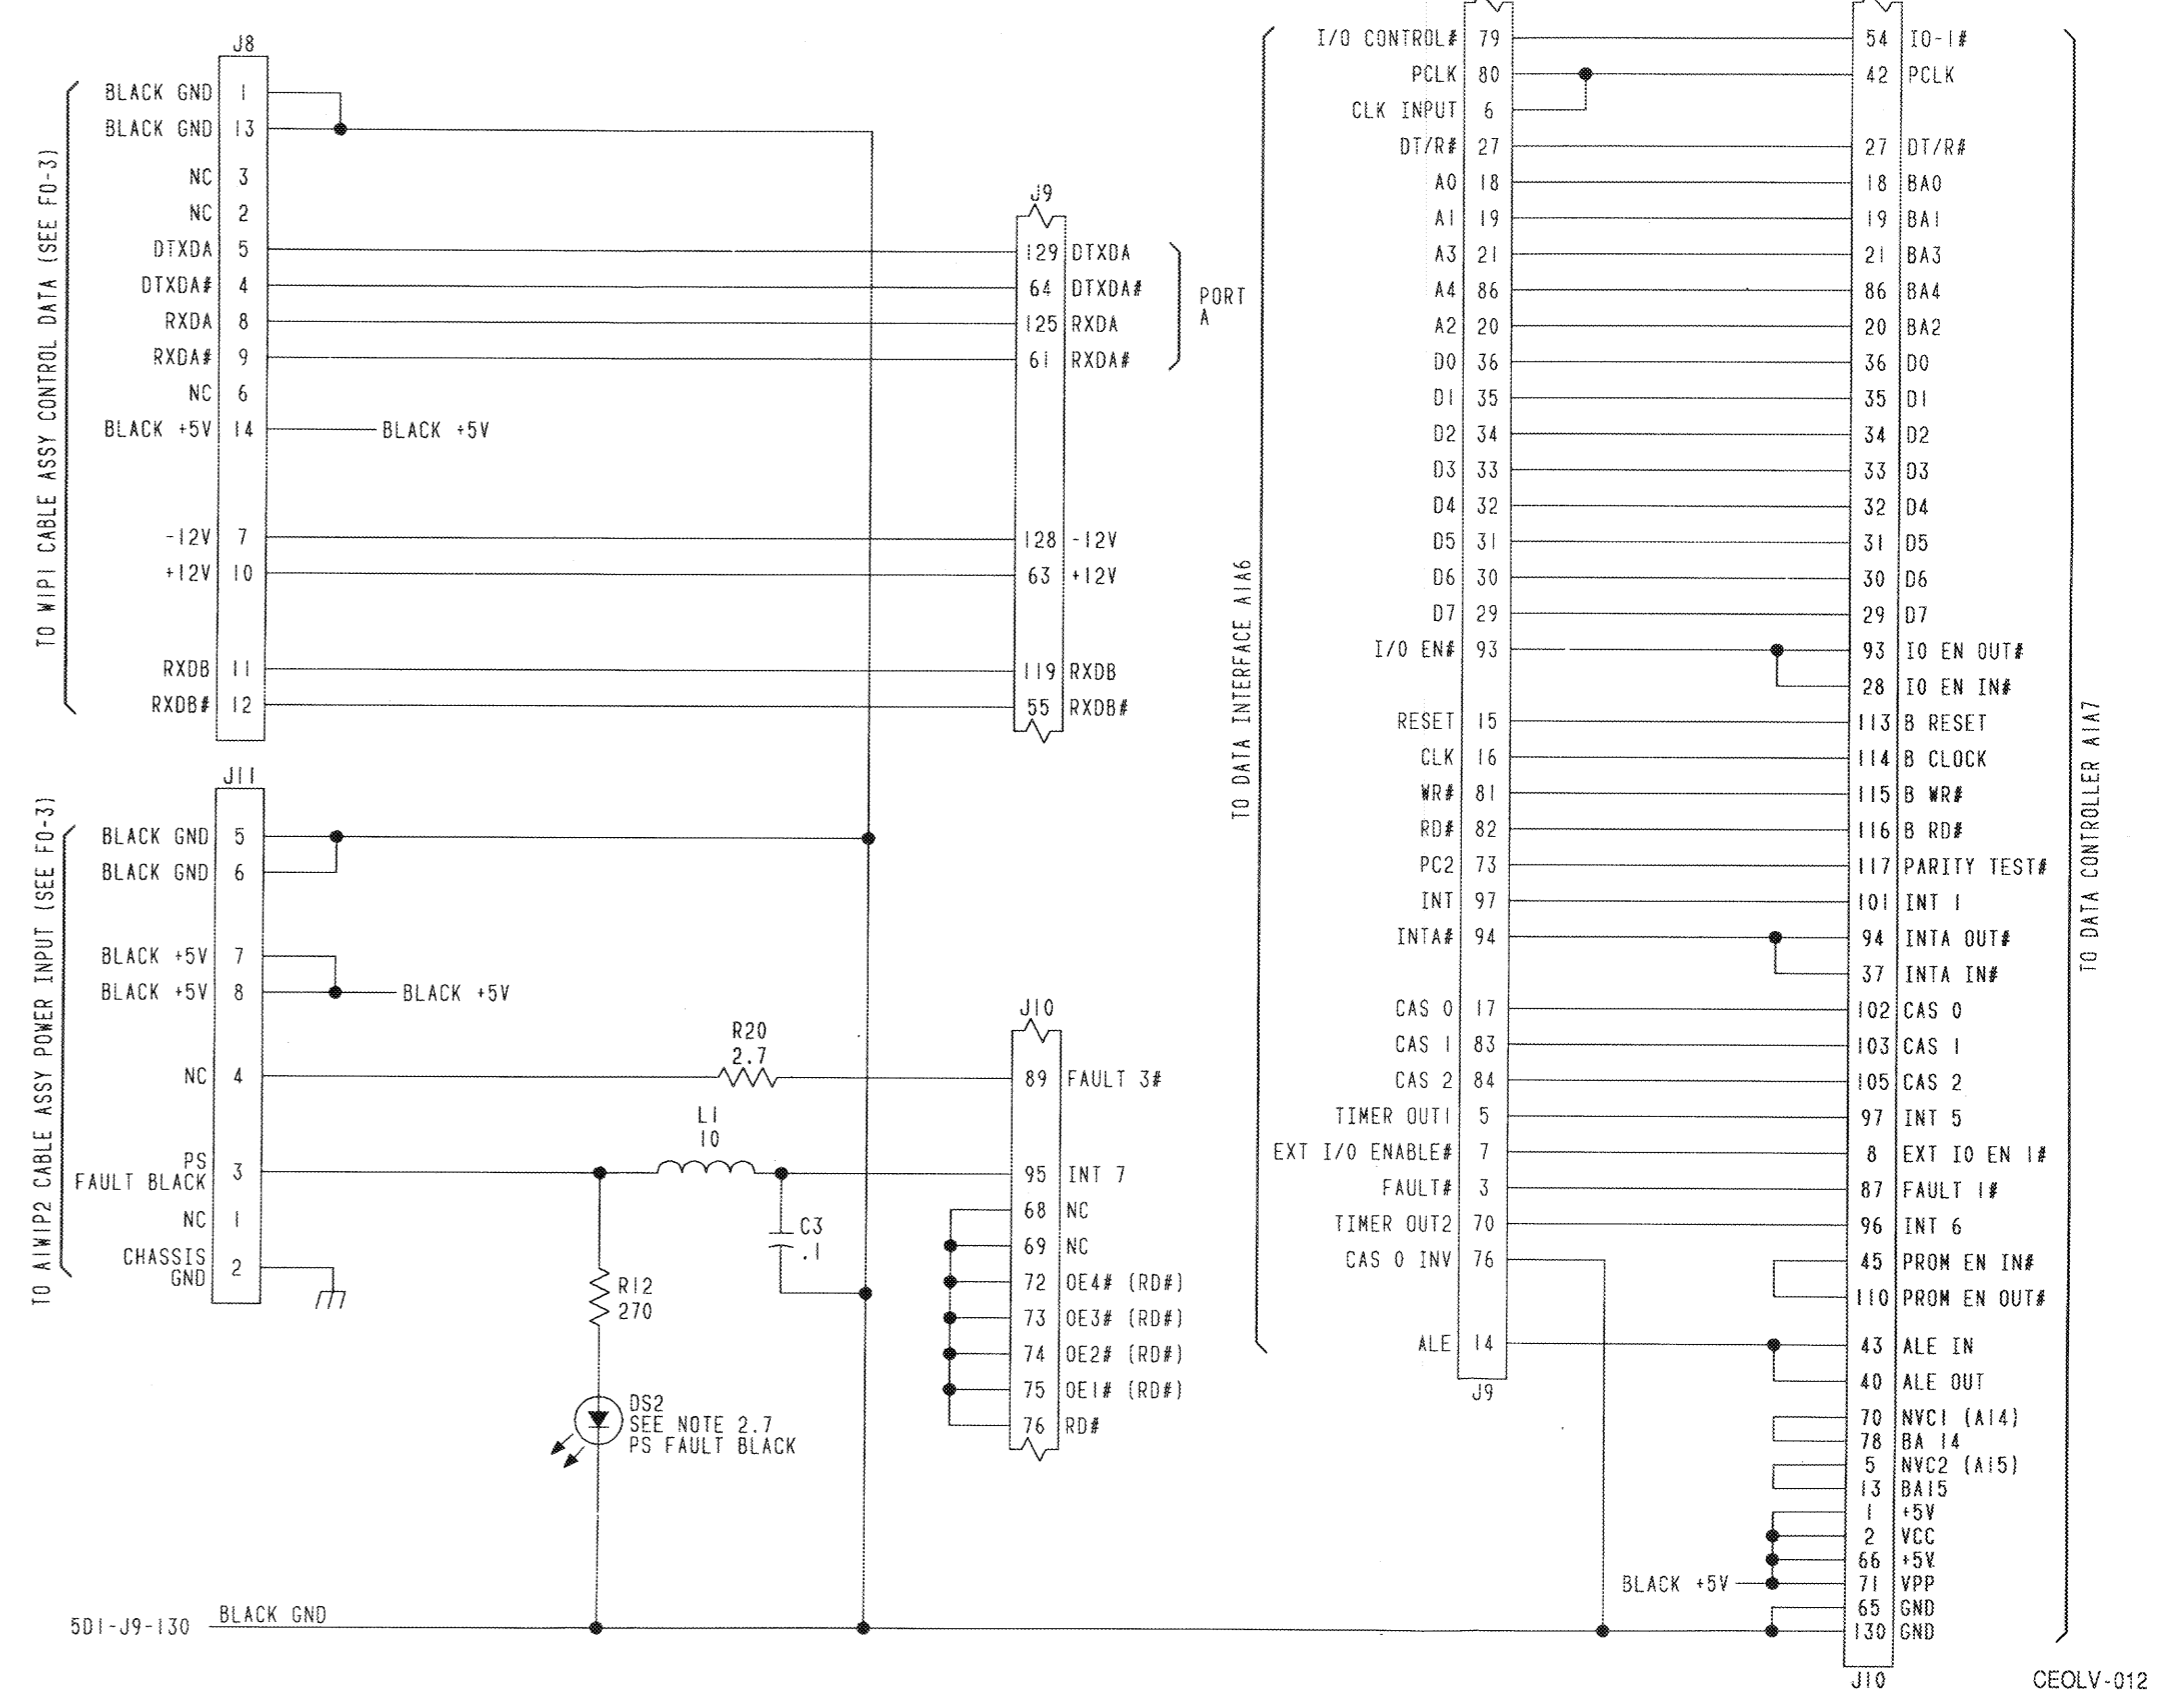 J8
BLACK GND 1
BLACK GND 13
NC 3
NC 2
DTXDA 5
DTXDA# 4
RXDA 8
RXDA# 9
NC 6
BLACK +5V 14 BLACK +5V
-12V 7
+12V 10
RXDB 11
RXDB# 12
TO WIP1 CABLE ASSY CONTROL DATA (SEE FO-3)
J9
129 DTXDA
64 DTXDA#
125 RXDA
61 RXDA#
PORT
A
128 -12V
63 +12V
119 RXDB
55 RXDB#
J11
BLACK GND 5
BLACK GND 6
BLACK +5V 7
BLACK +5V 8 BLACK +5V
NC 4
PS
FAULT BLACK 3
NC 1
CHASSIS
GND 2
TO A1WIP2 CABLE ASSY POWER INPUT (SEE FO-3)
R20
2.7
L1
10
C3
.1
R12
270
DS2
SEE NOTE 2.7
PS FAULT BLACK
J10
89 FAULT 3#
95 INT 7
68 NC
69 NC
72 OE4# (RD#)
73 OE3# (RD#)
74 OE2# (RD#)
75 OE1# (RD#)
76 RD#
5D1-J9-130 BLACK GND
TO DATA INTERFACE A1A6
I/O CONTROL# 79 54 IO-1#
PCLK 80 42 PCLK
CLK INPUT 6
DT/R# 27 27 DT/R#
A0 18 18 BA0
A1 19 19 BA1
A3 21 21 BA3
A4 86 86 BA4
A2 20 20 BA2
D0 36 36 D0
D1 35 35 D1
D2 34 34 D2
D3 33 33 D3
D4 32 32 D4
D5 31 31 D5
D6 30 30 D6
D7 29 29 D7
I/O EN# 93 93 IO EN OUT#
28 IO EN IN#
RESET 15 113 B RESET
CLK 16 114 B CLOCK
WR# 81 115 B WR#
RD# 82 116 B RD#
PC2 73 117 PARITY TEST#
INT 97 101 INT 1
INTA# 94 94 INTA OUT#
37 INTA IN#
CAS 0 17 102 CAS 0
CAS 1 83 103 CAS 1
CAS 2 84 105 CAS 2
TIMER OUT1 5 97 INT 5
EXT I/O ENABLE# 7 8 EXT IO EN 1#
FAULT# 3 87 FAULT 1#
TIMER OUT2 70 96 INT 6
CAS 0 INV 76 45 PROM EN IN#
110 PROM EN OUT#
ALE 14 43 ALE IN
J9
40 ALE OUT
70 NVC1 (A14)
78 BA 14
5 NVC2 (A15)
13 BA15
1 +5V
2 VCC
66 +5V
BLACK +5V 71 VPP
65 GND
130 GND
J10
TO DATA CONTROLLER A1A7
CEOLV-012